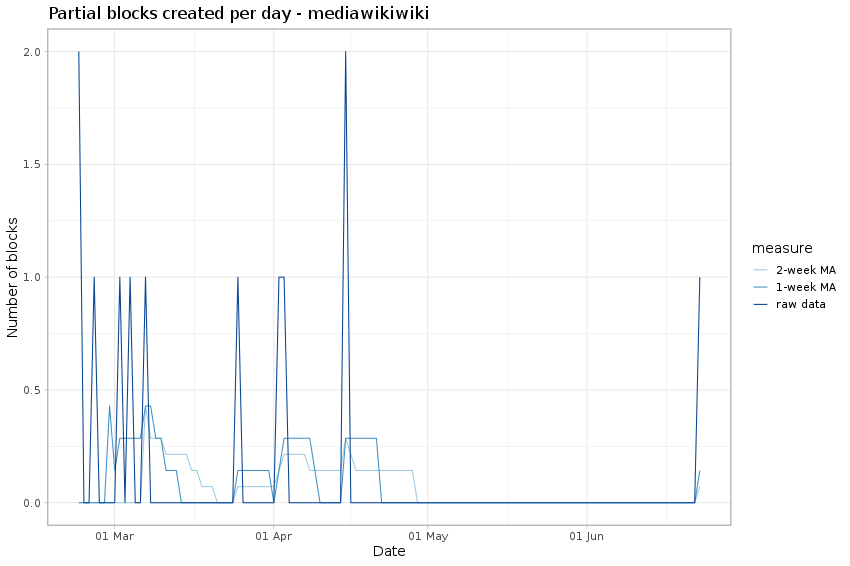 Partial blocks created per day - mediawikiwiki
Number of blocks
2.0
1.5
1.0
0.5
0.0
01 Mar
01 Apr
01 May
01 Jun
Date
measure
2-week MA
1-week MA
raw data